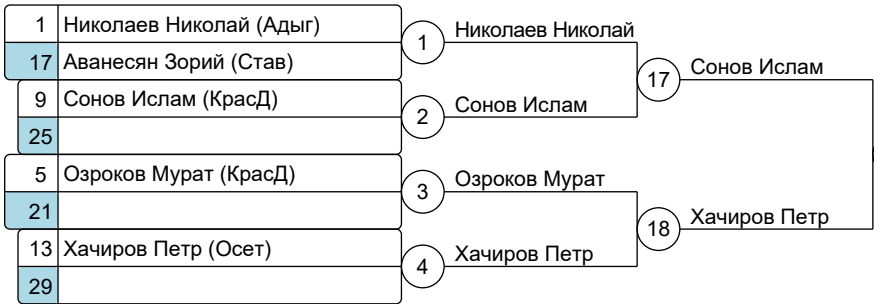 1 Николаев Николай (Адыг)
17 Аванесян Зорий (Став)
1
Николаев Николай
9 Сонов Ислам (КрасД)
25
2
Сонов Ислам
17
Сонов Ислам
5 Озроков Мурат (КрасД)
21
3
Озроков Мурат
13 Хачиров Петр (Осет)
29
4
Хачиров Петр
18
Хачиров Петр